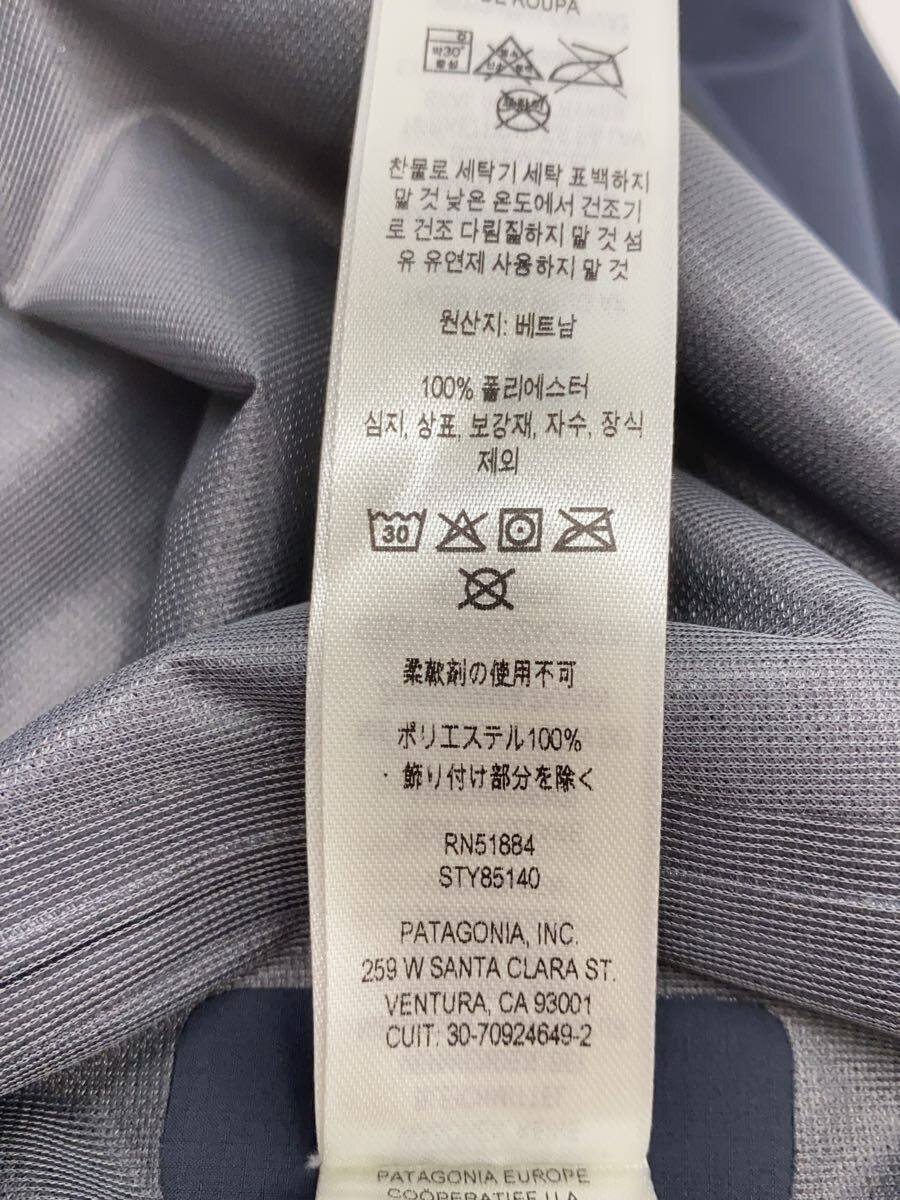 ROUPA
약30°
중성
찬물로 세탁기 세탁 표백하지
말 것 낮은 온도에서 건조기
로 건조 다림질하지 말 것 섬
유 유연제 사용하지 말 것
원산지: 베트남
100% 폴리에스터
심지, 상표, 보강재, 자수, 장식
제외
30
柔軟剤の使用不可
ポリエステル100%
・飾り付け部分を除く
RN51884
STY85140
PATAGONIA, INC.
259 W SANTA CLARA ST.
VENTURA, CA 93001
CUIT: 30-70924649-2
PATAGONIA EUROPE
COÖPERATIEF U.A.